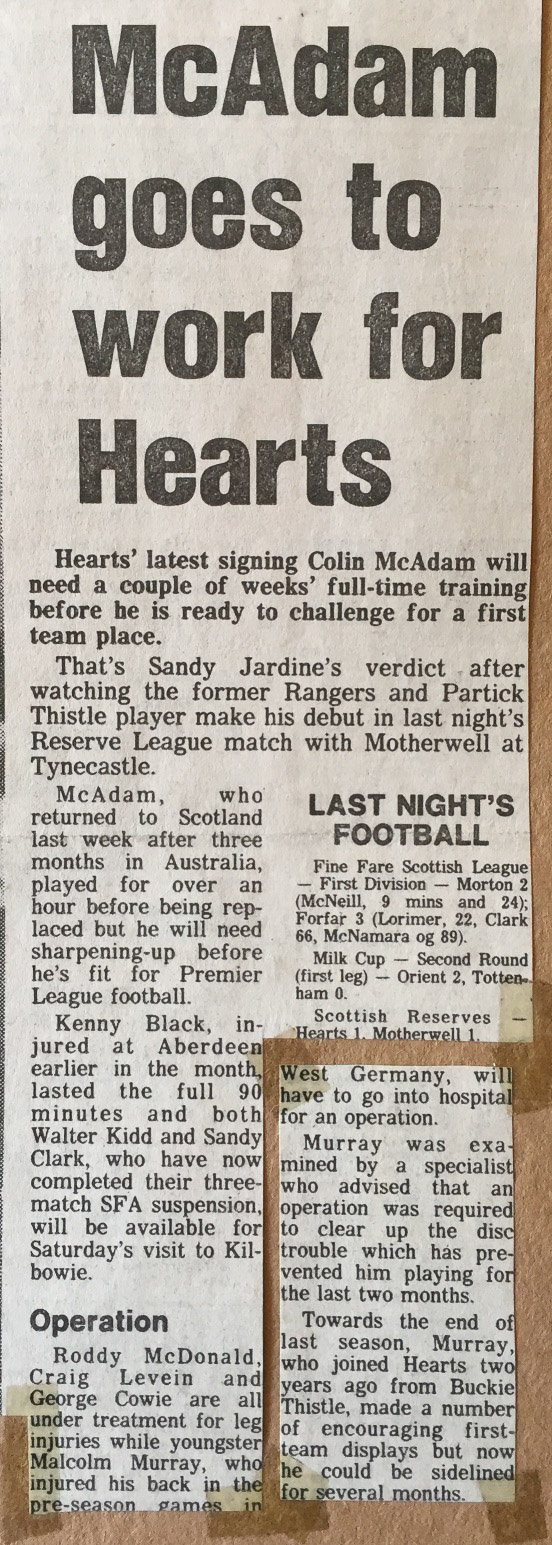 McAdam
goes to
work for
Hearts
Hearts' latest signing Colin McAdam will
need a couple of weeks' full-time training
before he is ready to challenge for a first
team place.
That's Sandy Jardine's verdict after
watching the former Rangers and Partick
Thistle player make his debut in last night's
Reserve League match with Motherwell at
Tynecastle.
McAdam, who
returned to Scotland
last week after three
months in Australia,
played for over an
hour before being rep-
laced but he will need
sharpening-up before
he's fit for Premier
League football.
Kenny Black, in-
jured at Aberdeen
earlier in the month,
lasted the full 90
minutes and both
Walter Kidd and Sandy
Clark, who have now
completed their three-
match SFA suspension,
will be available for
Saturday's visit to Kil-
bowie.
Operation
Roddy McDonald,
Craig Levein and
George Cowie are all
under treatment for leg
injuries while youngster
Malcolm Murray, who
injured his back in the
pre-season games in
West Germany, will
have to go into hospital
for an operation.
Murray was exa-
mined by a specialist
who advised that an
operation was required
to clear up the disc
trouble which has pre-
vented him playing for
the last two months.
Towards the end of
last season, Murray,
who joined Hearts two
years ago from Buckie
Thistle, made a number
of encouraging first-
team displays but now
he could be sidelined
for several months.
LAST NIGHT'S
FOOTBALL
Fine Fare Scottish League
— First Division — Morton 2
(McNeill, 9 mins and 24);
Forfar 3 (Lorimer, 22, Clark
66, McNamara og 89).
Milk Cup — Second Round
(first leg) — Orient 2, Totten-
ham 0.
Scottish Reserves —
Hearts 1, Motherwell 1.